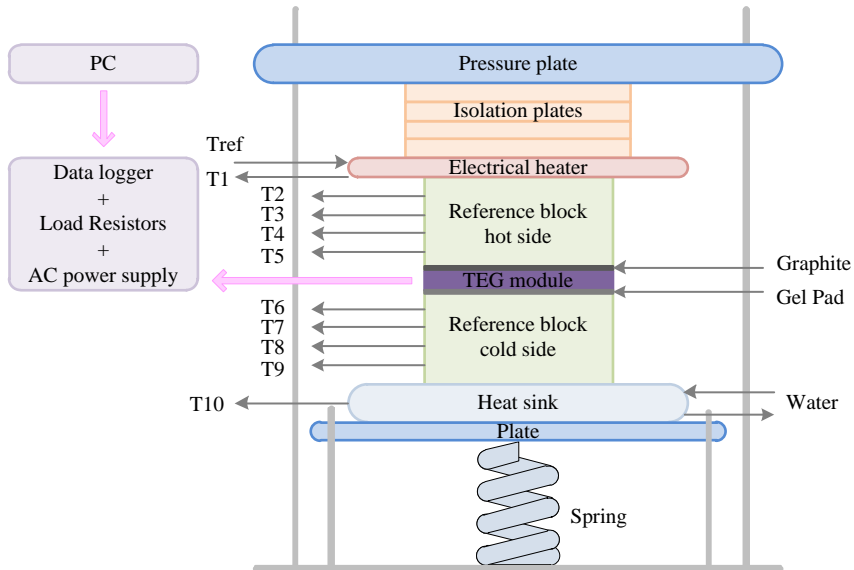 PC
Pressure plate
Isolation plates
Tref
Electrical heater
T1
Data logger
+
Load Resistors
+
AC power supply
T2
T3
T4
T5
Reference block
hot side
Graphite
TEG module
Gel Pad
T6
T7
T8
T9
Reference block
cold side
T10
Heat sink
Water
Plate
Spring